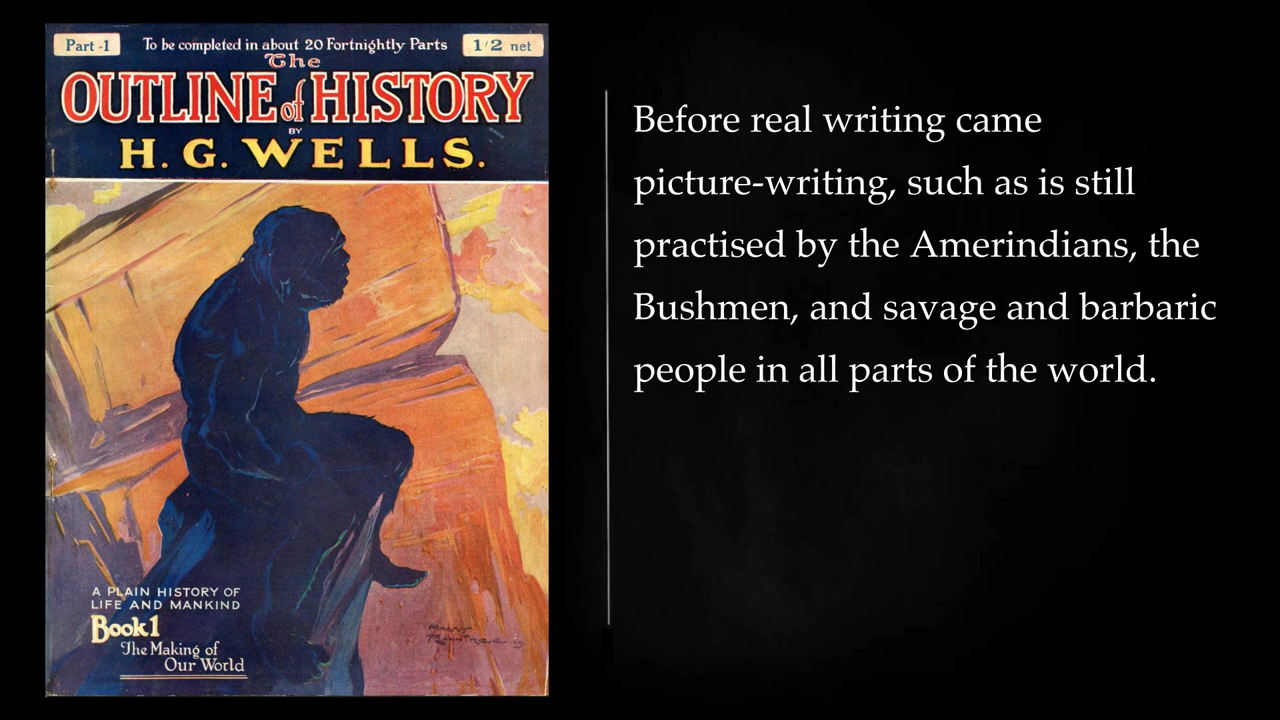 Part -1
To be completed in about 20 Fortnightly Parts
1/2 net
The
OUTLINE of HISTORY
BY
H. G. WELLS.
A PLAIN HISTORY OF
LIFE AND MANKIND
Book 1
The Making of
Our World
Before real writing came
picture-writing, such as is still
practised by the Amerindians, the
Bushmen, and savage and barbaric
people in all parts of the world.